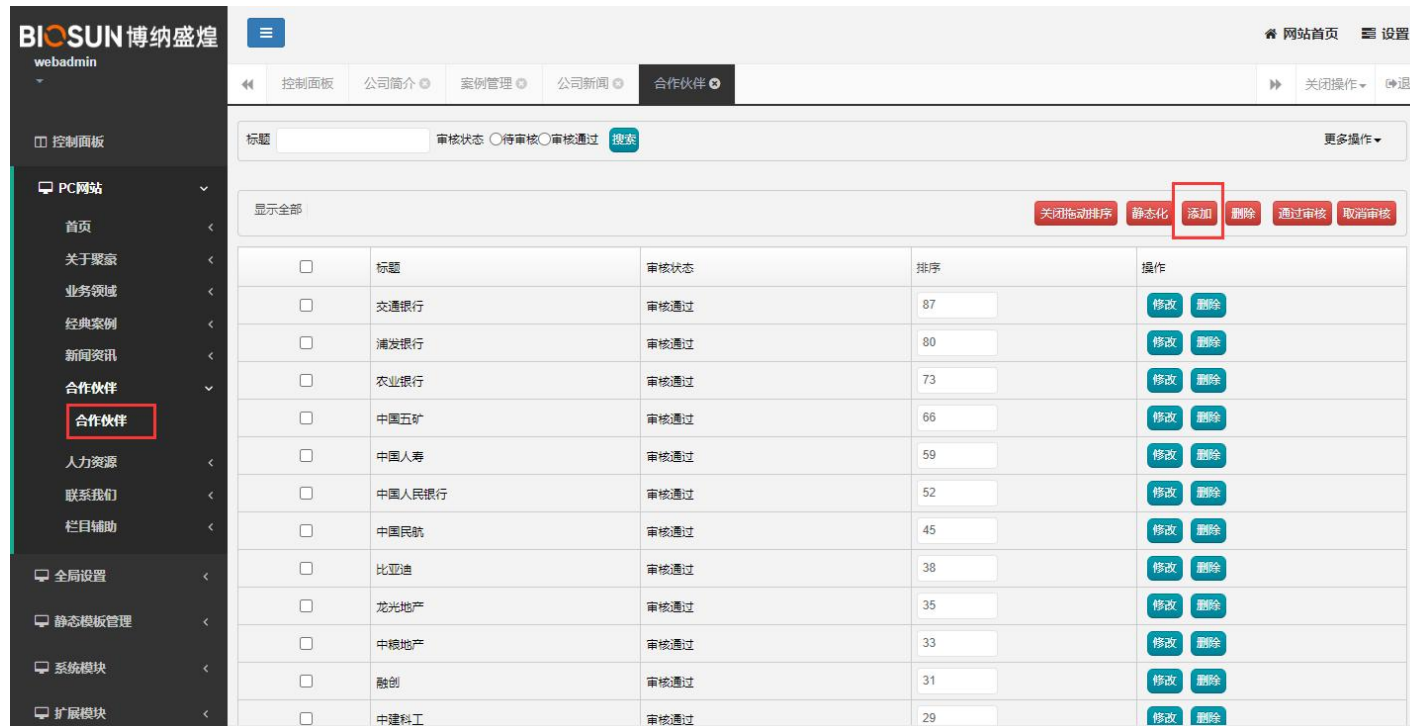 BIOSUN博纳盛煌
webadmin
网站首页 设置
控制面板 公司简介 案例管理 公司新闻 合作伙伴 关闭操作 退
控制面板
PC网站
首页
关于聚豪
业务领域
经典案例
新闻资讯
合作伙伴
合作伙伴
人力资源
联系我们
栏目辅助
全局设置
静态模板管理
系统模块
扩展模块
标题 审核状态 待审核 审核通过 搜索 更多操作
显示全部 关闭拖动排序 静态化 添加 删除 通过审核 取消审核
标题 审核状态 排序 操作
交通银行 审核通过 87 修改 删除
浦发银行 审核通过 80 修改 删除
农业银行 审核通过 73 修改 删除
中国五矿 审核通过 66 修改 删除
中国人寿 审核通过 59 修改 删除
中国人民银行 审核通过 52 修改 删除
中国民航 审核通过 45 修改 删除
比亚迪 审核通过 38 修改 删除
龙光地产 审核通过 35 修改 删除
中粮地产 审核通过 33 修改 删除
融创 审核通过 31 修改 删除
中建科工 审核通过 29 修改 删除